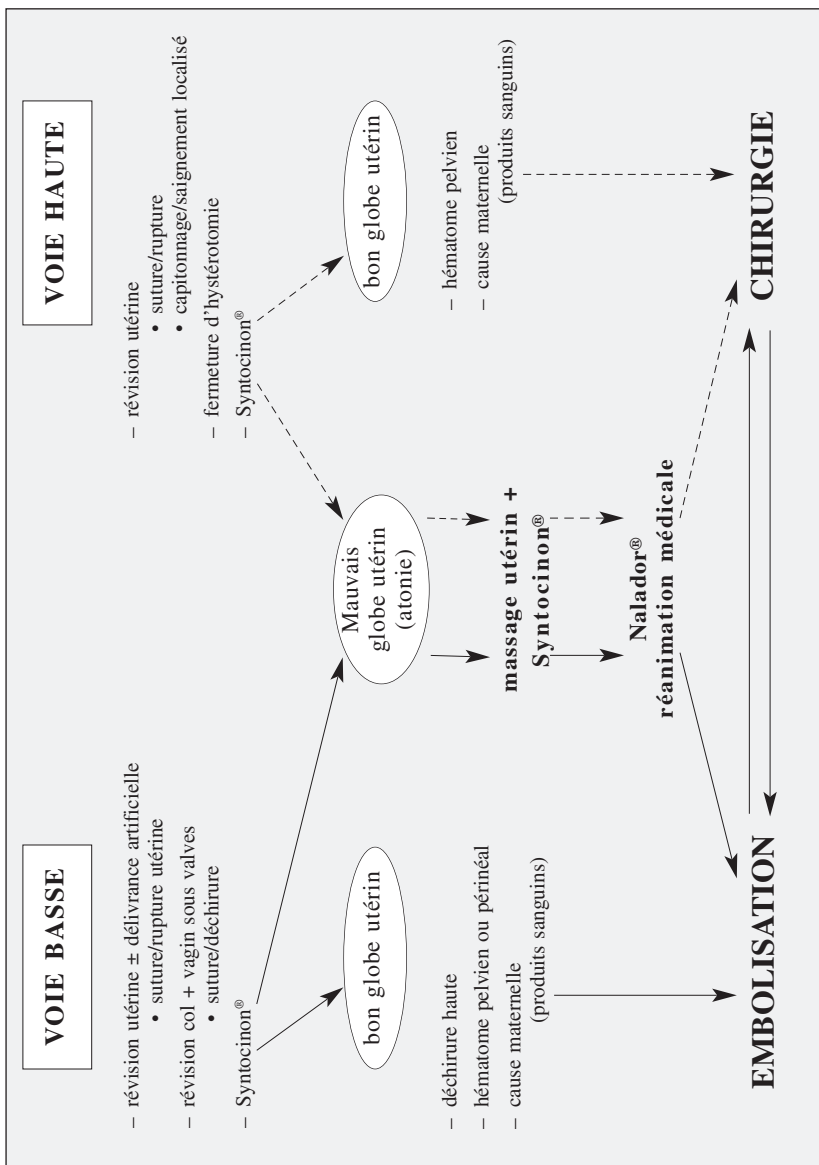 VOIE BASSE
– révision utérine ± délivrance artificielle
• suture/rupture utérine
– révision col + vagin sous valves
• suture/déchirure
– Syntocinon®
bon globe utérin
– déchirure haute
– hématome pelvien ou périnéal
– cause maternelle
(produits sanguins)
EMBOLISATION
Mauvais
globe utérin
(atonie)
massage utérin +
Syntocinon®
Nalador®
réanimation médicale
VOIE HAUTE
– révision utérine
• suture/rupture
• capitonnage/saignement localisé
– fermeture d’hystérotomie
– Syntocinon®
bon globe utérin
– hématome pelvien
– cause maternelle
(produits sanguins)
CHIRURGIE